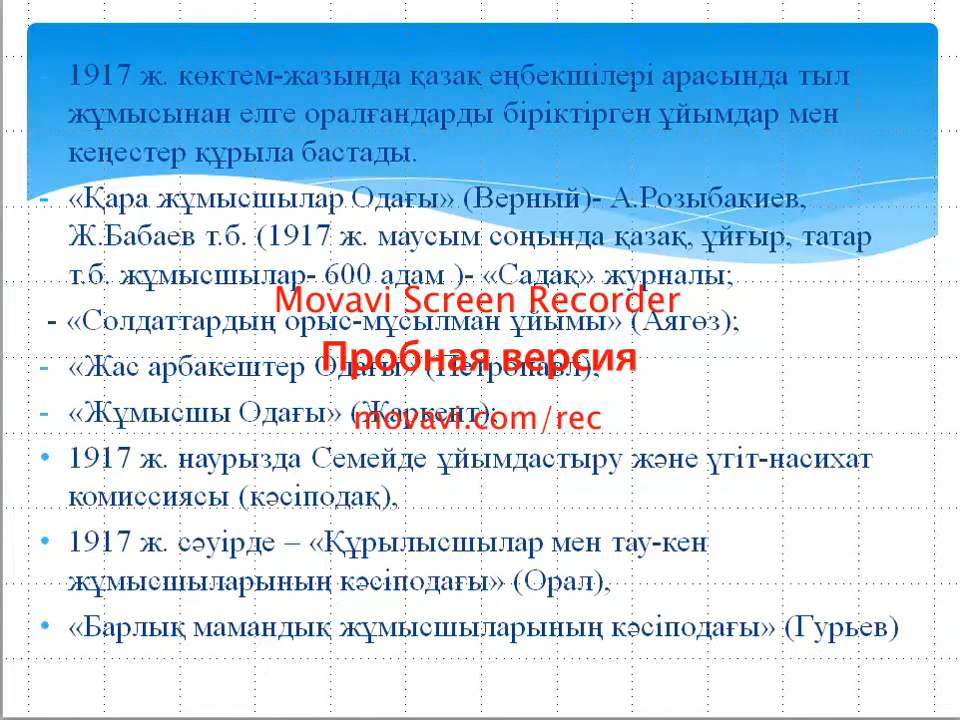 - 1917 ж. көктем-жазында қазақ еңбекшілері арасында тыл
жұмысынан елге оралғандарды біріктірген ұйымдар мен
кеңестер құрыла бастады.
- «Қара жұмысшылар Одағы» (Верный)- А.Розыбакиев,
Ж.Бабаев т.б. (1917 ж. маусым соңында қазақ, ұйғыр, татар
т.б. жұмысшылар- 600 адам )- «Садақ» журналы;
Movavi Screen Recorder
- «Солдаттардың орыс-мұсылман ұйымы» (Аягөз);
Пробная версия
- «Жас арбакештер Одағы» (Петропавл);
- «Жұмысшы Одағы» (Жаркент);
movavi.com/rec
• 1917 ж. наурызда Семейде ұйымдастыру және үгіт-насихат
комиссиясы (кәсіподақ),
• 1917 ж. сәуірде – «Құрылысшылар мен тау-кен
жұмысшыларының кәсіподағы» (Орал),
• «Барлық мамандық жұмысшыларының кәсіподағы» (Гурьев)